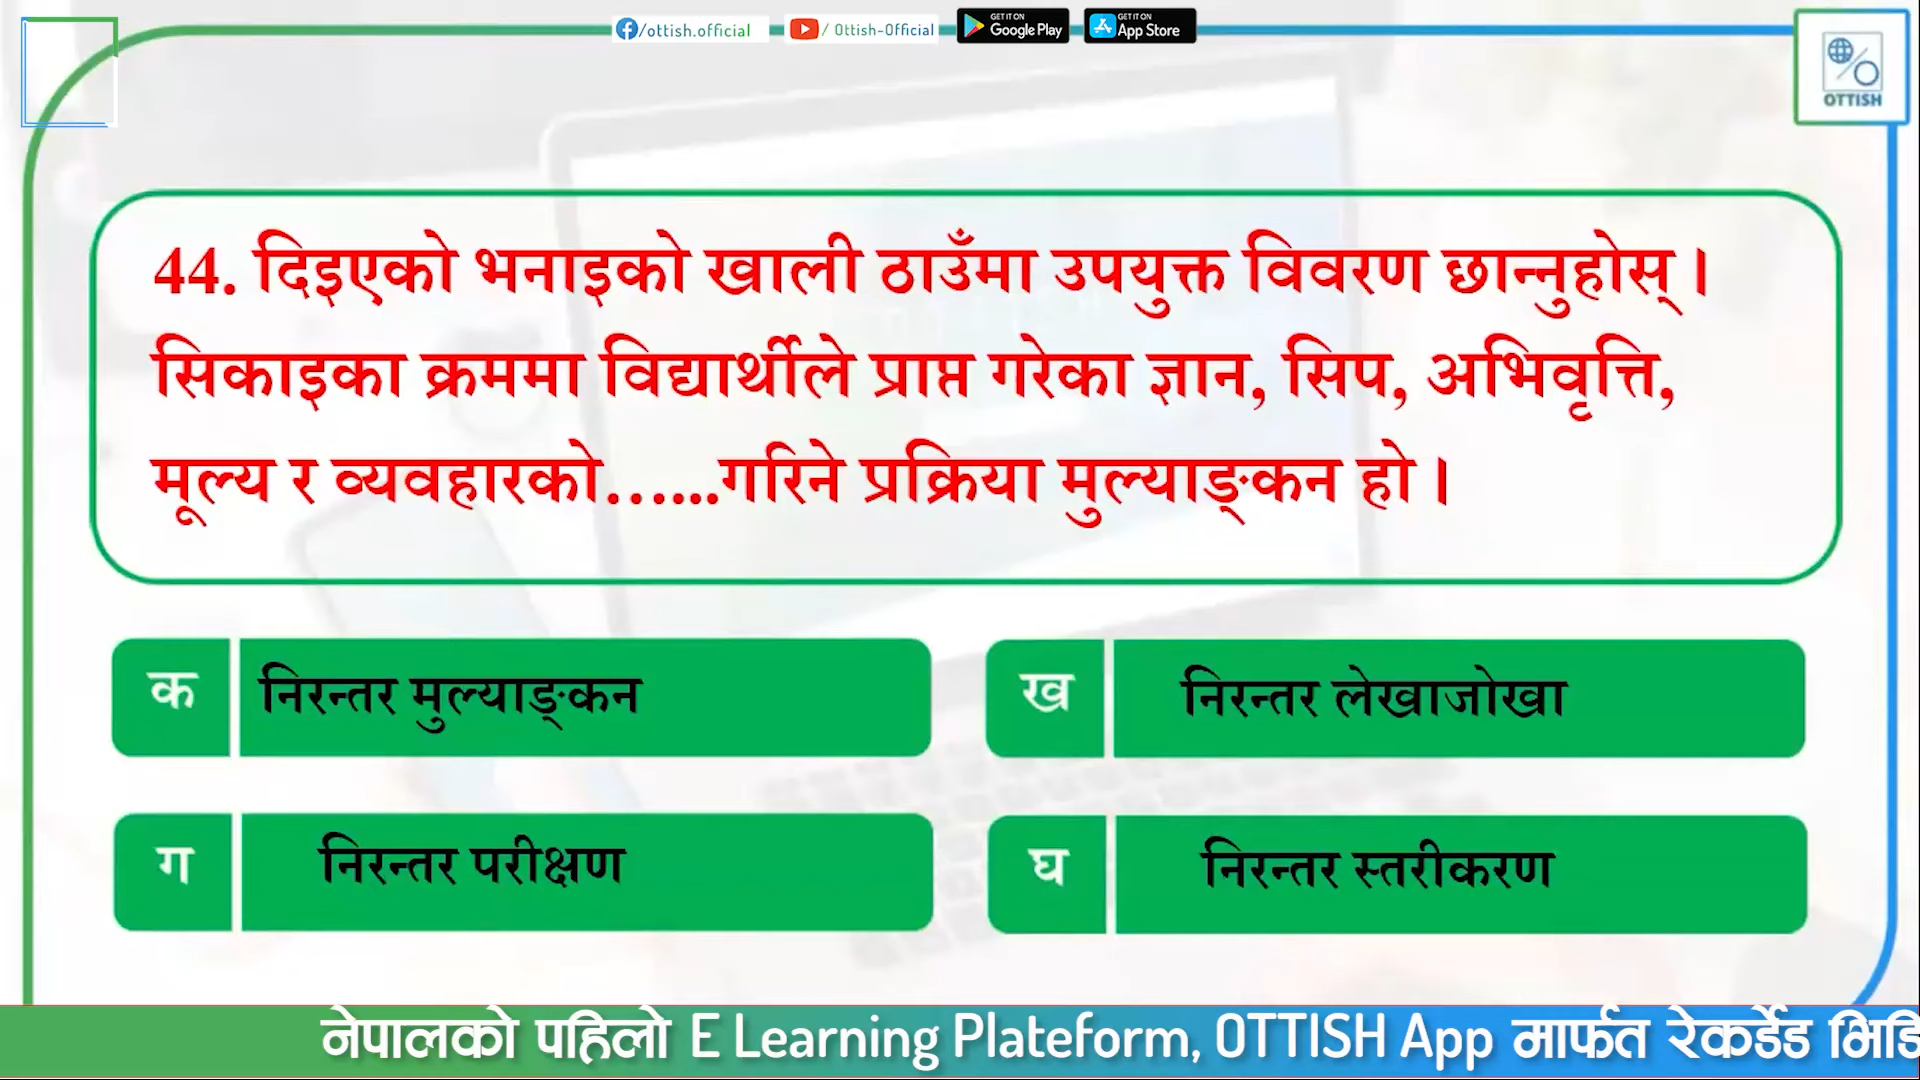 /ottish.official
/ Ottish-Official
GET IT ON
Google Play
GET IT ON
App Store
OTTISH
44. दिइएको भनाइको खाली ठाउँमा उपयुक्त विवरण छान्नुहोस् ।
सिकाइका क्रममा विद्यार्थीले प्राप्त गरेका ज्ञान, सिप, अभिवृत्ति,
मूल्य र व्यवहारको......गरिने प्रक्रिया मुल्याङ्कन हो ।
क निरन्तर मुल्याङ्कन
ख निरन्तर लेखाजोखा
ग निरन्तर परीक्षण
घ निरन्तर स्तरीकरण
नेपालको पहिलो E Learning Plateform, OTTISH App मार्फत रेकर्डेड